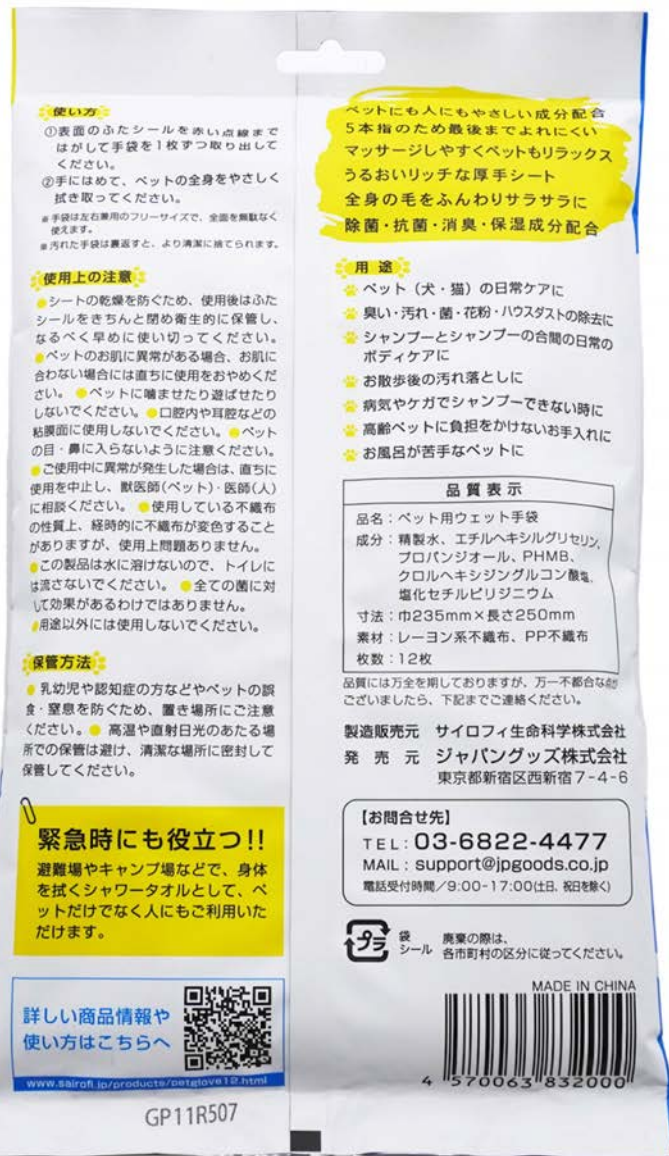 使い方
①表面のふたシールを赤い点線まで
はがして手袋を1枚ずつ取り出して
ください。
②手にはめて、ペットの全身をやさしく
拭き取ってください。
※手袋は左右兼用のフリーサイズで、全面を無駄なく
使えます。
※汚れた手袋は裏返すと、より清潔に捨てられます。
使用上の注意
●シートの乾燥を防ぐため、使用後はふた
シールをきちんと閉め衛生的に保管し、
なるべく早めに使い切ってください。
●ペットのお肌に異常がある場合、お肌に
合わない場合には直ちに使用をおやめくだ
さい。●ペットに噛ませたり遊ばせたり
しないでください。●口腔内や耳腔などの
粘膜面に使用しないでください。●ペット
の目・鼻に入らないように注意ください。
●ご使用中に異常が発生した場合は、直ちに
使用を中止し、獣医師(ペット)・医師(人)
に相談ください。●使用している不織布
の性質上、経時的に不織布が変色すること
がありますが、使用上問題ありません。
●この製品は水に溶けないので、トイレに
は流さないでください。●全ての菌に対
して効果があるわけではありません。
●用途以外には使用しないでください。
保管方法
●乳幼児や認知症の方などやペットの誤
食・窒息を防ぐため、置き場所にご注意
ください。●高温や直射日光のあたる場
所での保管は避け、清潔な場所に密封して
保管してください。
緊急時にも役立つ!!
避難場やキャンプ場などで、身体
を拭くシャワータオルとして、ペ
ットだけでなく人にもご利用いた
だけます。
詳しい商品情報や
使い方はこちらへ
www.sairofi.jp/products/petglove12.html
GP11R507
ペットにも人にもやさしい成分配合
5本指のため最後までよれにくい
マッサージしやすくペットもリラックス
うるおいリッチな厚手シート
全身の毛をふんわりサラサラに
除菌・抗菌・消臭・保湿成分配合
用途
ペット(犬・猫)の日常ケアに
臭い・汚れ・菌・花粉・ハウスダストの除去に
シャンプーとシャンプーの合間の日常の
ボディケアに
お散歩後の汚れ落としに
病気やケガでシャンプーできない時に
高齢ペットに負担をかけないお手入れに
お風呂が苦手なペットに
品質表示
品名:ペット用ウェット手袋
成分:精製水、エチルヘキシルグリセリン、
プロパンジオール、PHMB、
クロルヘキシジングルコン酸塩、
塩化セチルピリジニウム
寸法:巾235mm×長さ250mm
素材:レーヨン系不織布、PP不織布
枚数:12枚
品質には万全を期しておりますが、万一不都合な点が
ございましたら、下記までご連絡ください。
製造販売元 サイロフィ生命科学株式会社
発売元 ジャパングッズ株式会社
東京都新宿区西新宿7-4-6
【お問合せ先】
TEL:03-6822-4477
MAIL:support@jpgoods.co.jp
電話受付時間/9:00-17:00(土日、祝日を除く)
プラ
袋
シール
廃棄の際は、
各市町村の区分に従ってください。
MADE IN CHINA
4 570063 832000